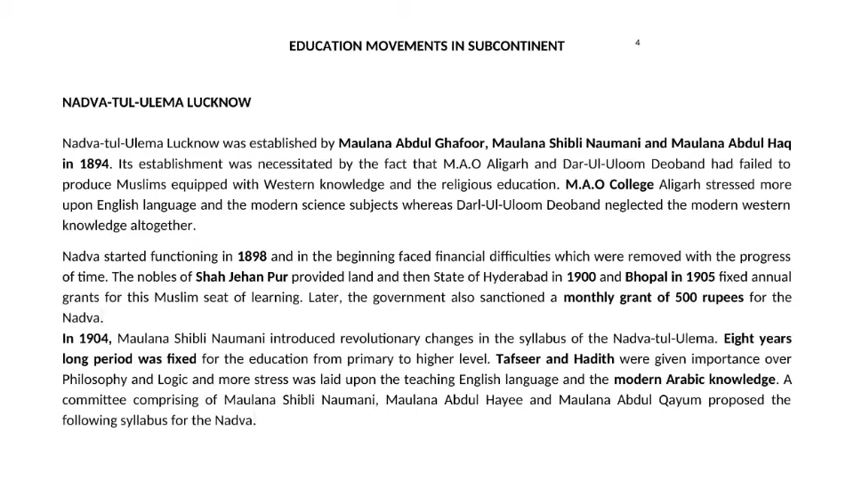 EDUCATION MOVEMENTS IN SUBCONTINENT 4
NADVA-TUL-ULEMA LUCKNOW
Nadva-tul-Ulema Lucknow was established by Maulana Abdul Ghafoor, Maulana Shibli Naumani and Maulana Abdul Haq
in 1894. Its establishment was necessitated by the fact that M.A.O Aligarh and Dar-Ul-Uloom Deoband had failed to
produce Muslims equipped with Western knowledge and the religious education. M.A.O College Aligarh stressed more
upon English language and the modern science subjects whereas Darl-Ul-Uloom Deoband neglected the modern western
knowledge altogether.
Nadva started functioning in 1898 and in the beginning faced financial difficulties which were removed with the progress
of time. The nobles of Shah Jehan Pur provided land and then State of Hyderabad in 1900 and Bhopal in 1905 fixed annual
grants for this Muslim seat of learning. Later, the government also sanctioned a monthly grant of 500 rupees for the
Nadva.
In 1904, Maulana Shibli Naumani introduced revolutionary changes in the syllabus of the Nadva-tul-Ulema. Eight years
long period was fixed for the education from primary to higher level. Tafseer and Hadith were given importance over
Philosophy and Logic and more stress was laid upon the teaching English language and the modern Arabic knowledge. A
committee comprising of Maulana Shibli Naumani, Maulana Abdul Hayee and Maulana Abdul Qayum proposed the
following syllabus for the Nadva.